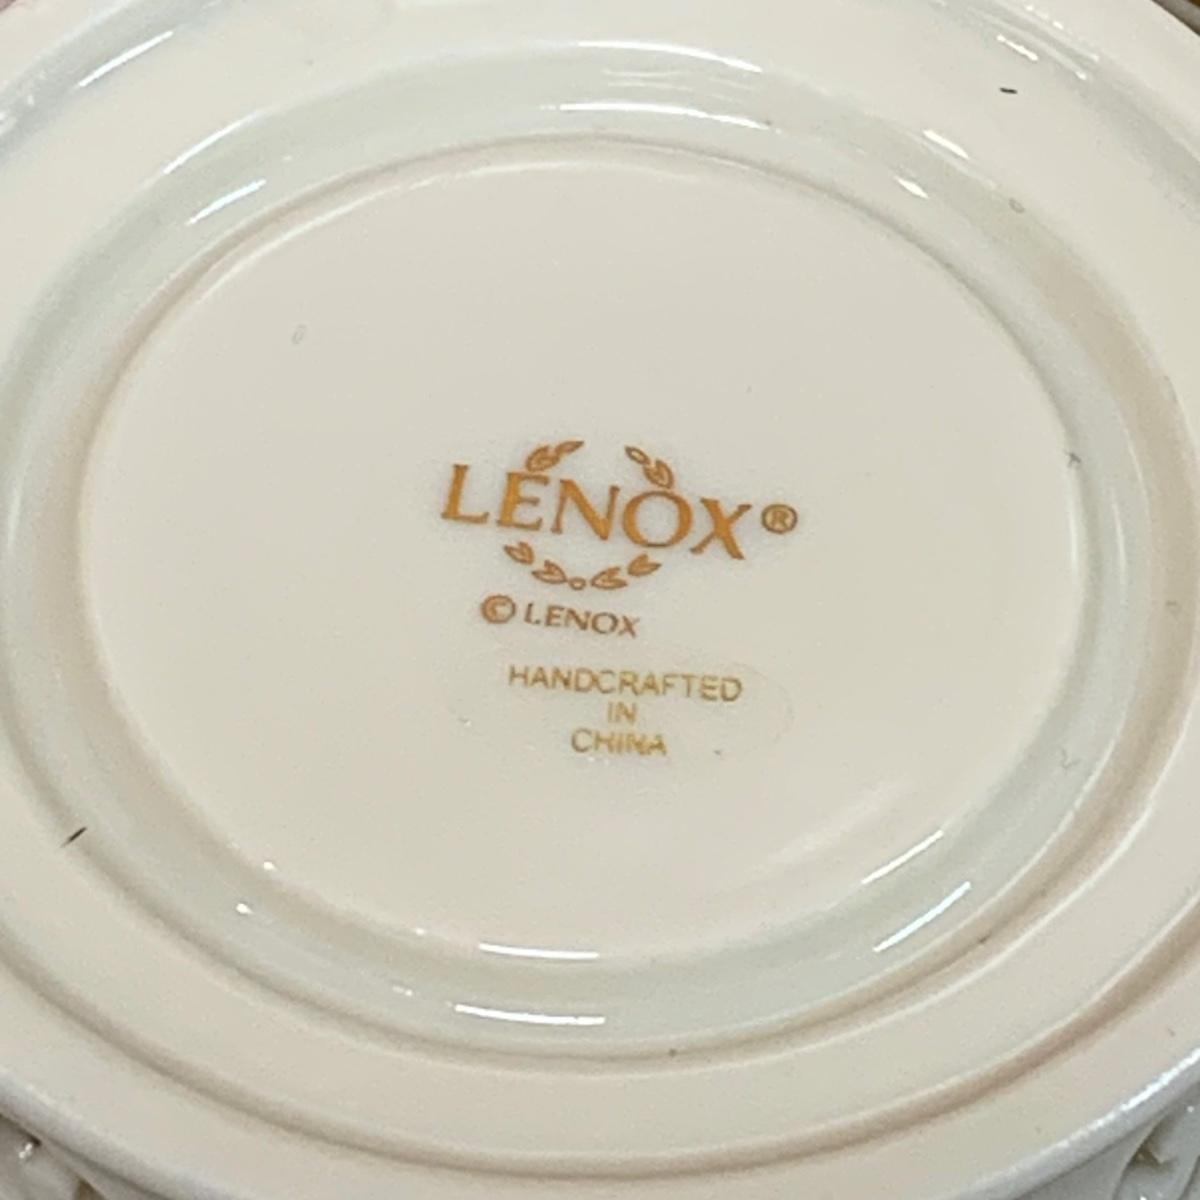 LENOX®
© LENOX
HANDCRAFTED
IN
CHINA